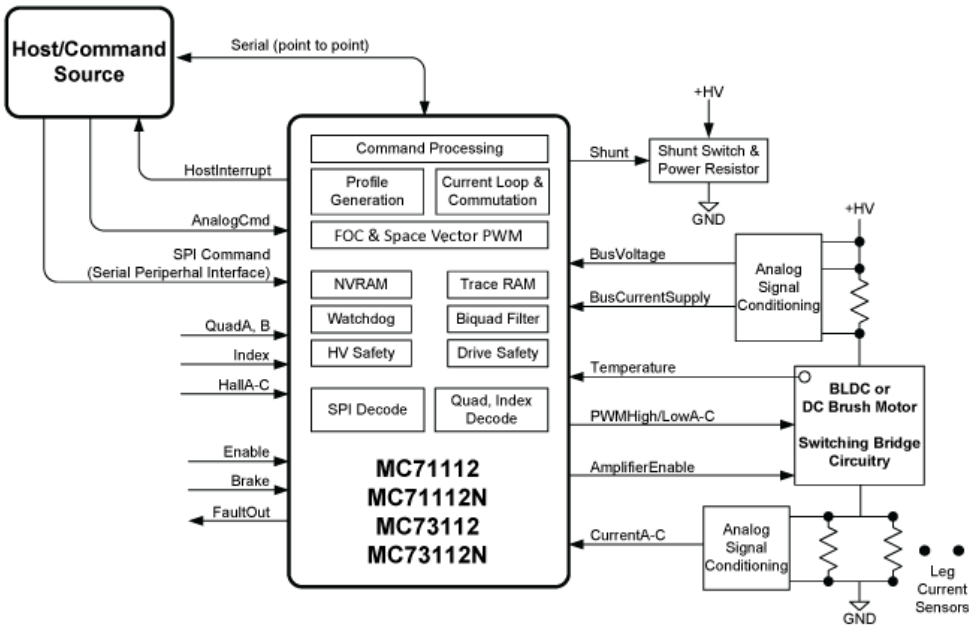 Host/Command
Source
Serial (point to point)
HostInterrupt
AnalogCmd
SPI Command
(Serial Periperhal Interface)
QuadA, B
Index
HallA-C
Enable
Brake
FaultOut
Command Processing
Profile
Generation
Current Loop &
Commutation
FOC & Space Vector PWM
NVRAM
Trace RAM
Watchdog
Biquad Filter
HV Safety
Drive Safety
SPI Decode
Quad, Index
Decode
MC71112
MC71112N
MC73112
MC73112N
Shunt
+HV
Shunt Switch &
Power Resistor
GND
+HV
BusVoltage
BusCurrentSupply
Analog
Signal
Conditioning
Temperature
PWMHigh/LowA-C
AmplifierEnable
BLDC or
DC Brush Motor
Switching Bridge
Circuitry
CurrentA-C
Analog
Signal
Conditioning
Leg
Current
Sensors
GND